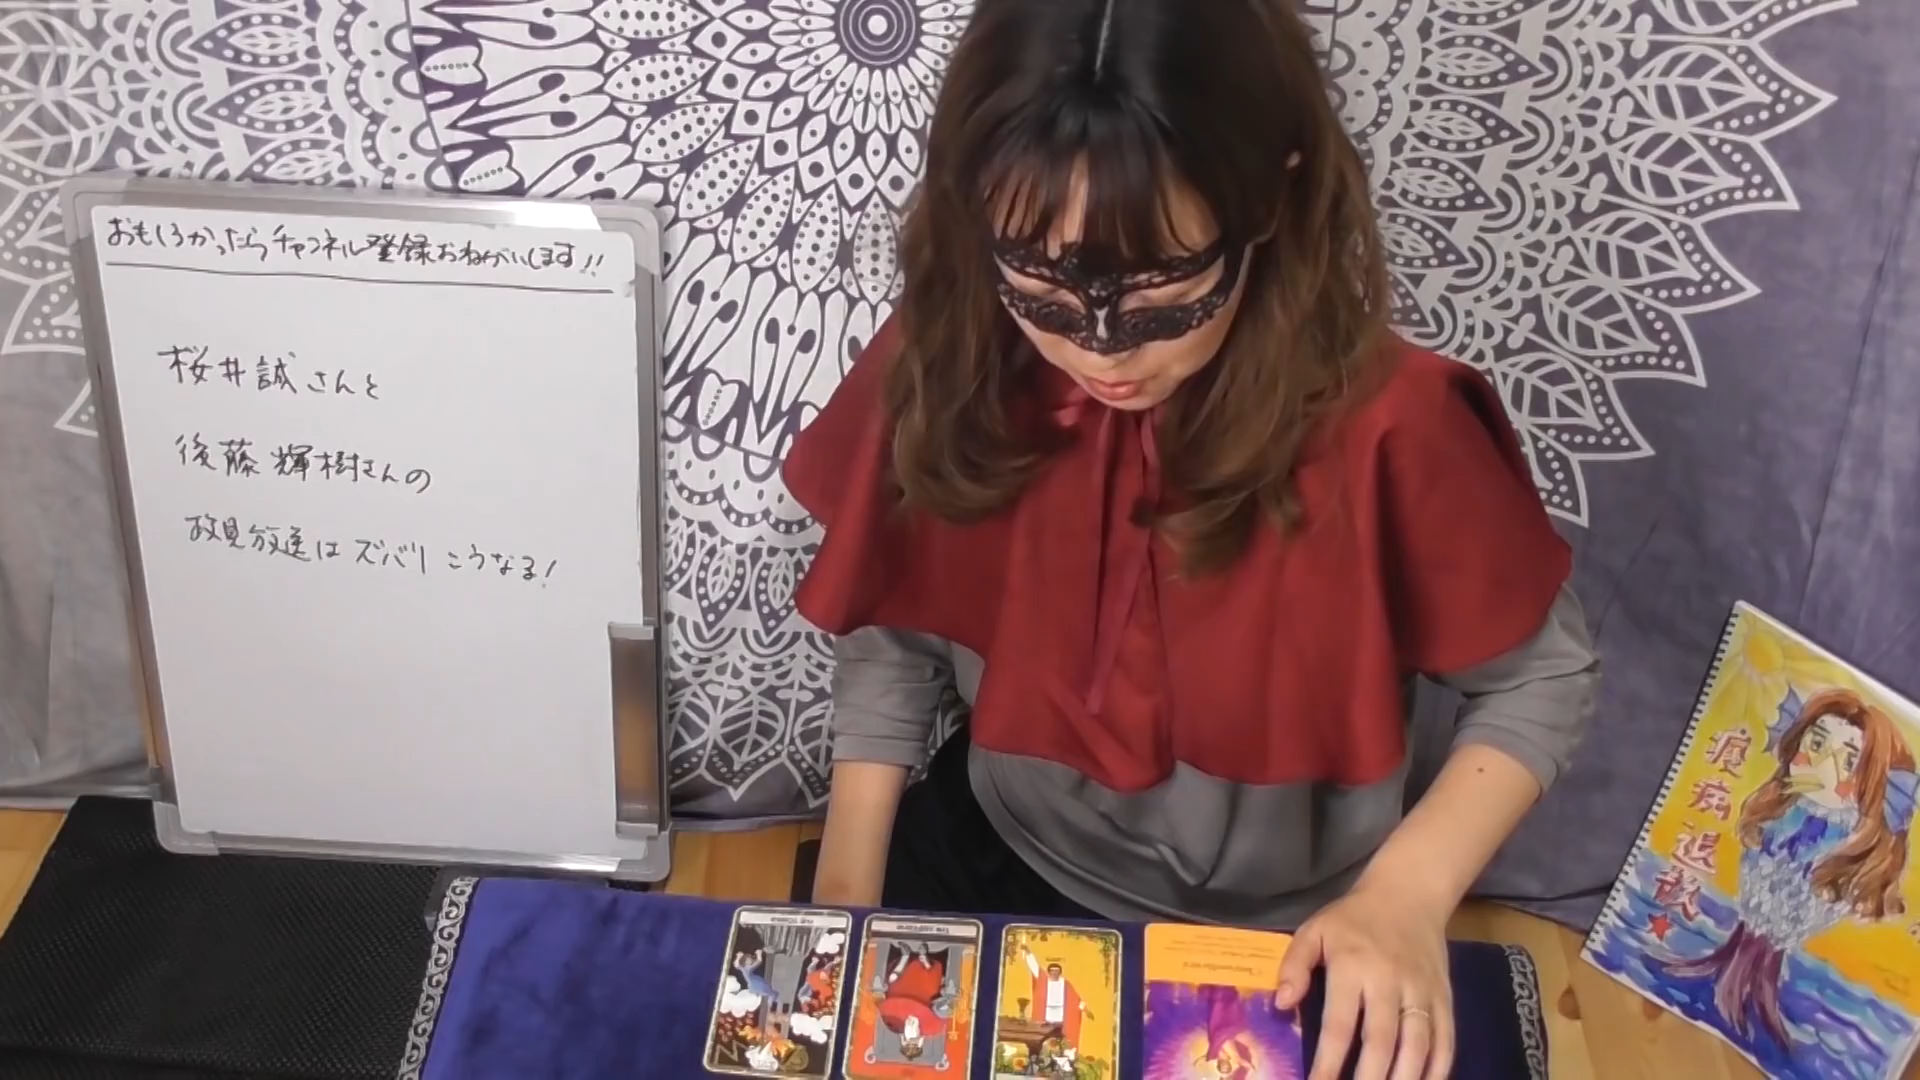 おもしろかったらチャンネル登録おねがいします!!
桜井誠さんと
後藤輝樹さんの
政見放送はズバリこうなる!
疫病退散